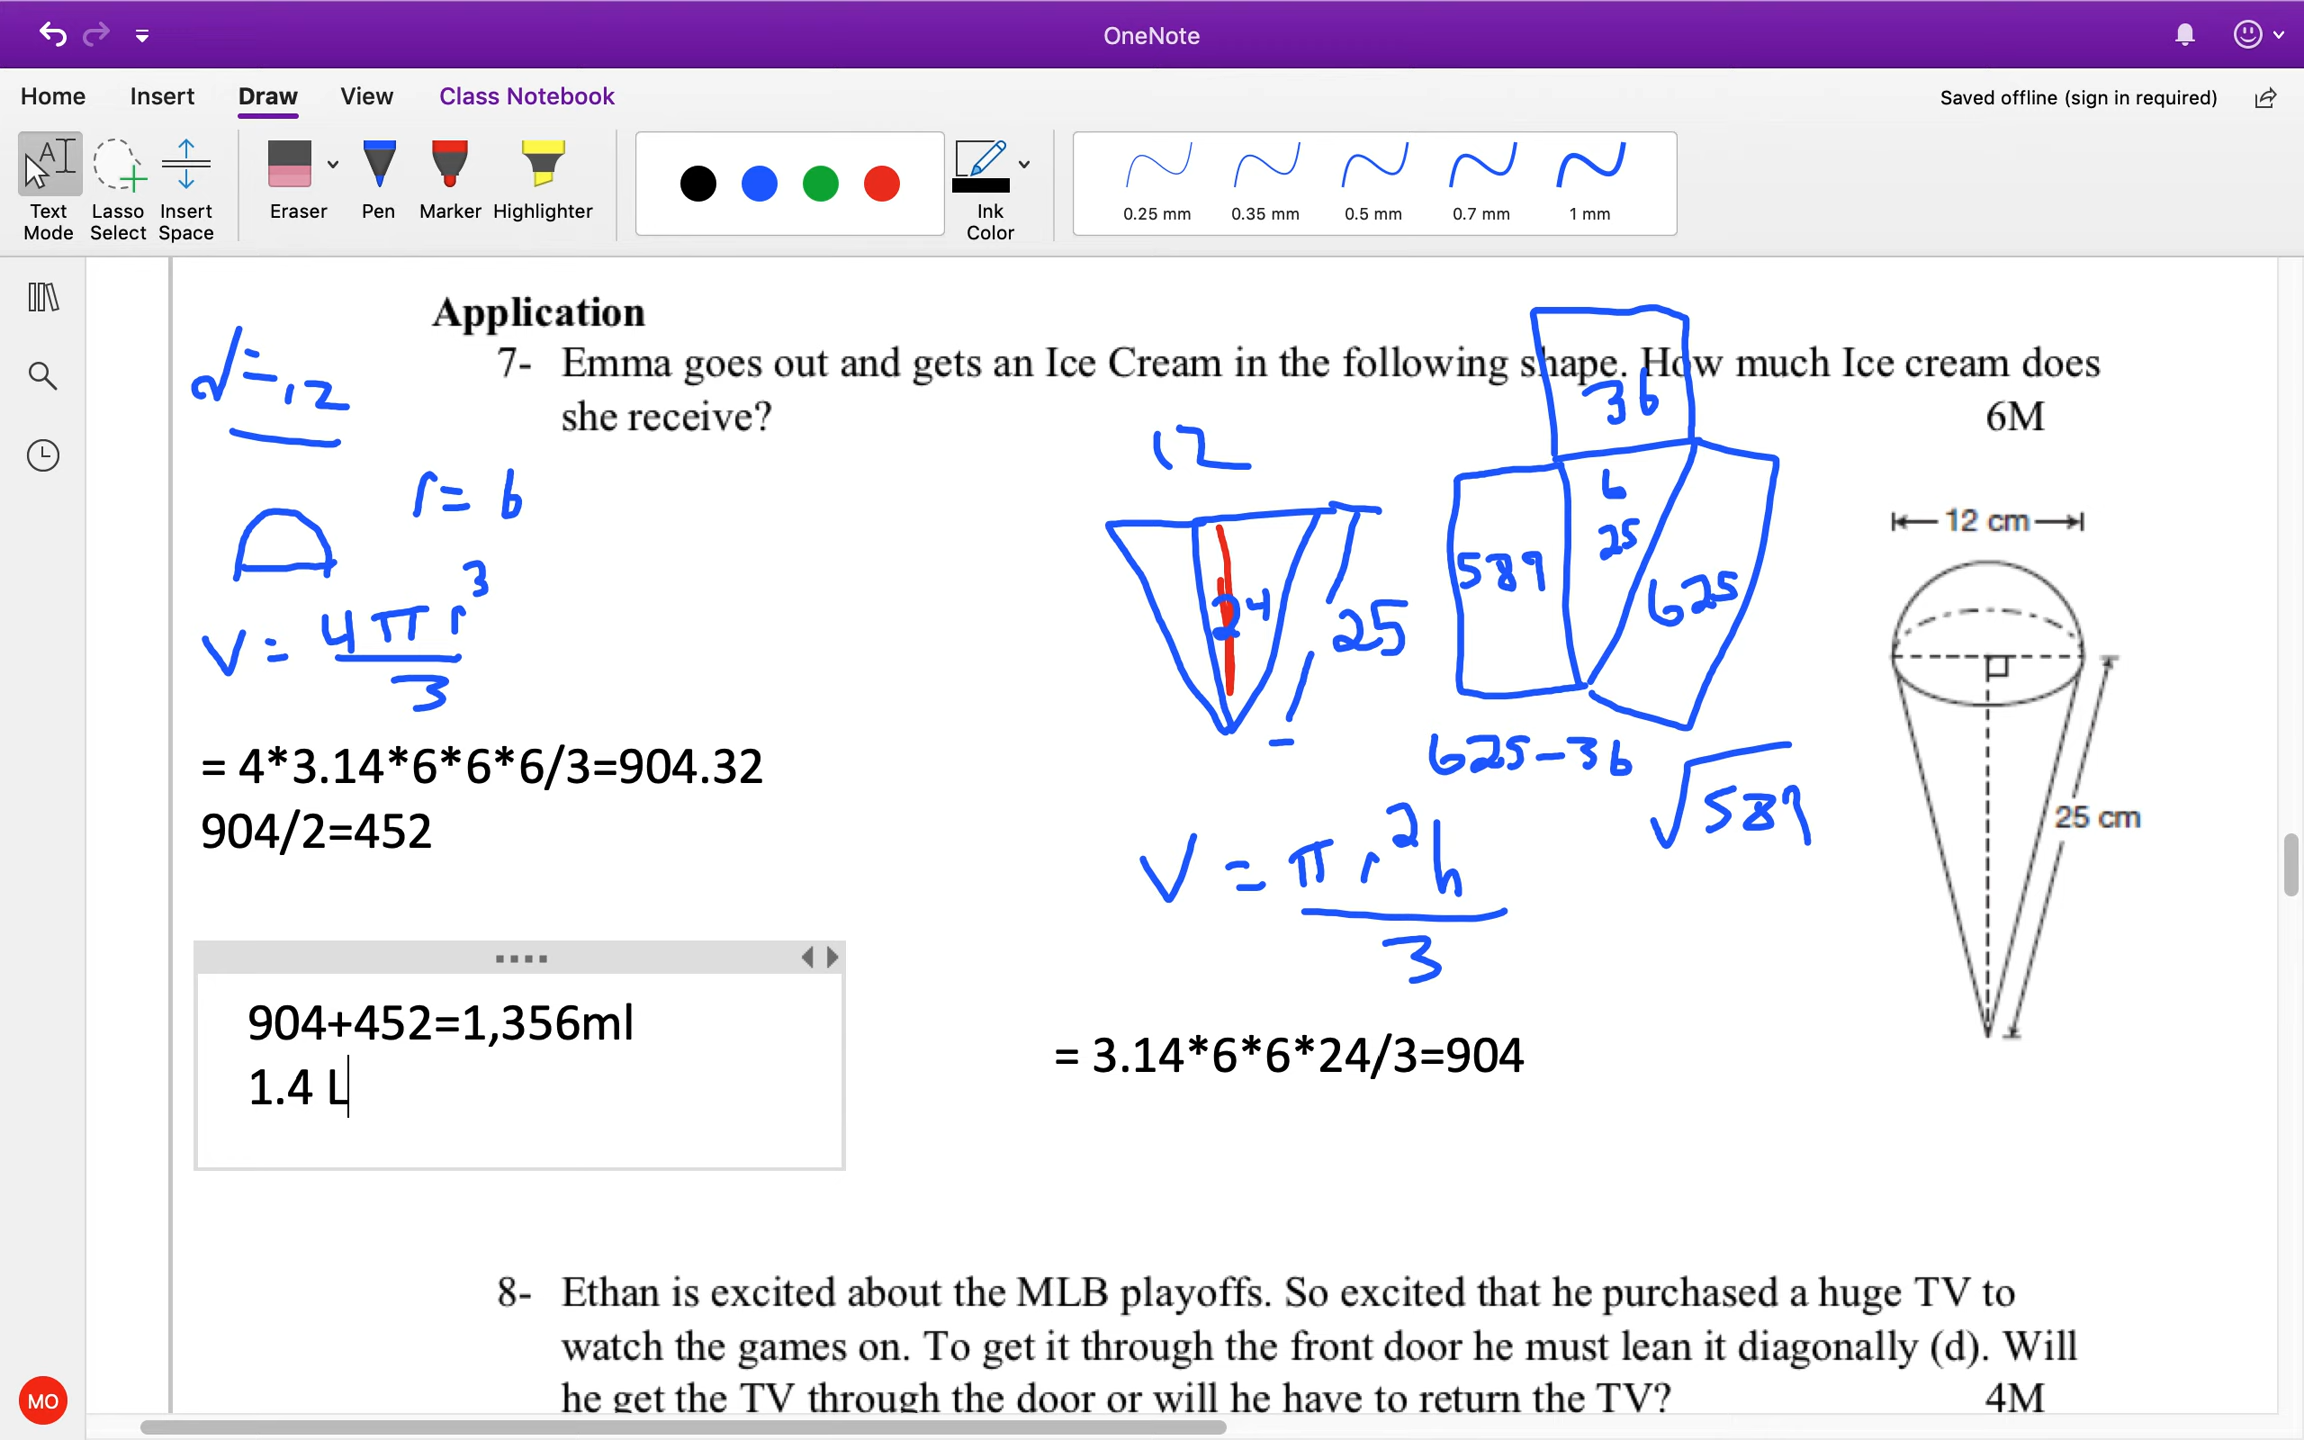 OneNote
Home Insert Draw View Class Notebook
Saved offline (sign in required)
Text Mode
Lasso Select
Insert Space
Eraser
Pen
Marker
Highlighter
Ink Color
0.25 mm
0.35 mm
0.5 mm
0.7 mm
1 mm
Application
7- Emma goes out and gets an Ice Cream in the following shape. How much Ice cream does
she receive?
6M
d=12
r=6
V= 4πr³
3
= 4*3.14*6*6*6/3=904.32
904/2=452
904+452=1,356ml
1.4 L
12
24
25
36
6
25
589
625
625-36
√589
V = πr²h
3
= 3.14*6*6*24/3=904
12 cm
25 cm
8- Ethan is excited about the MLB playoffs. So excited that he purchased a huge TV to
watch the games on. To get it through the front door he must lean it diagonally (d). Will
he get the TV through the door or will he have to return the TV?
4M
MO